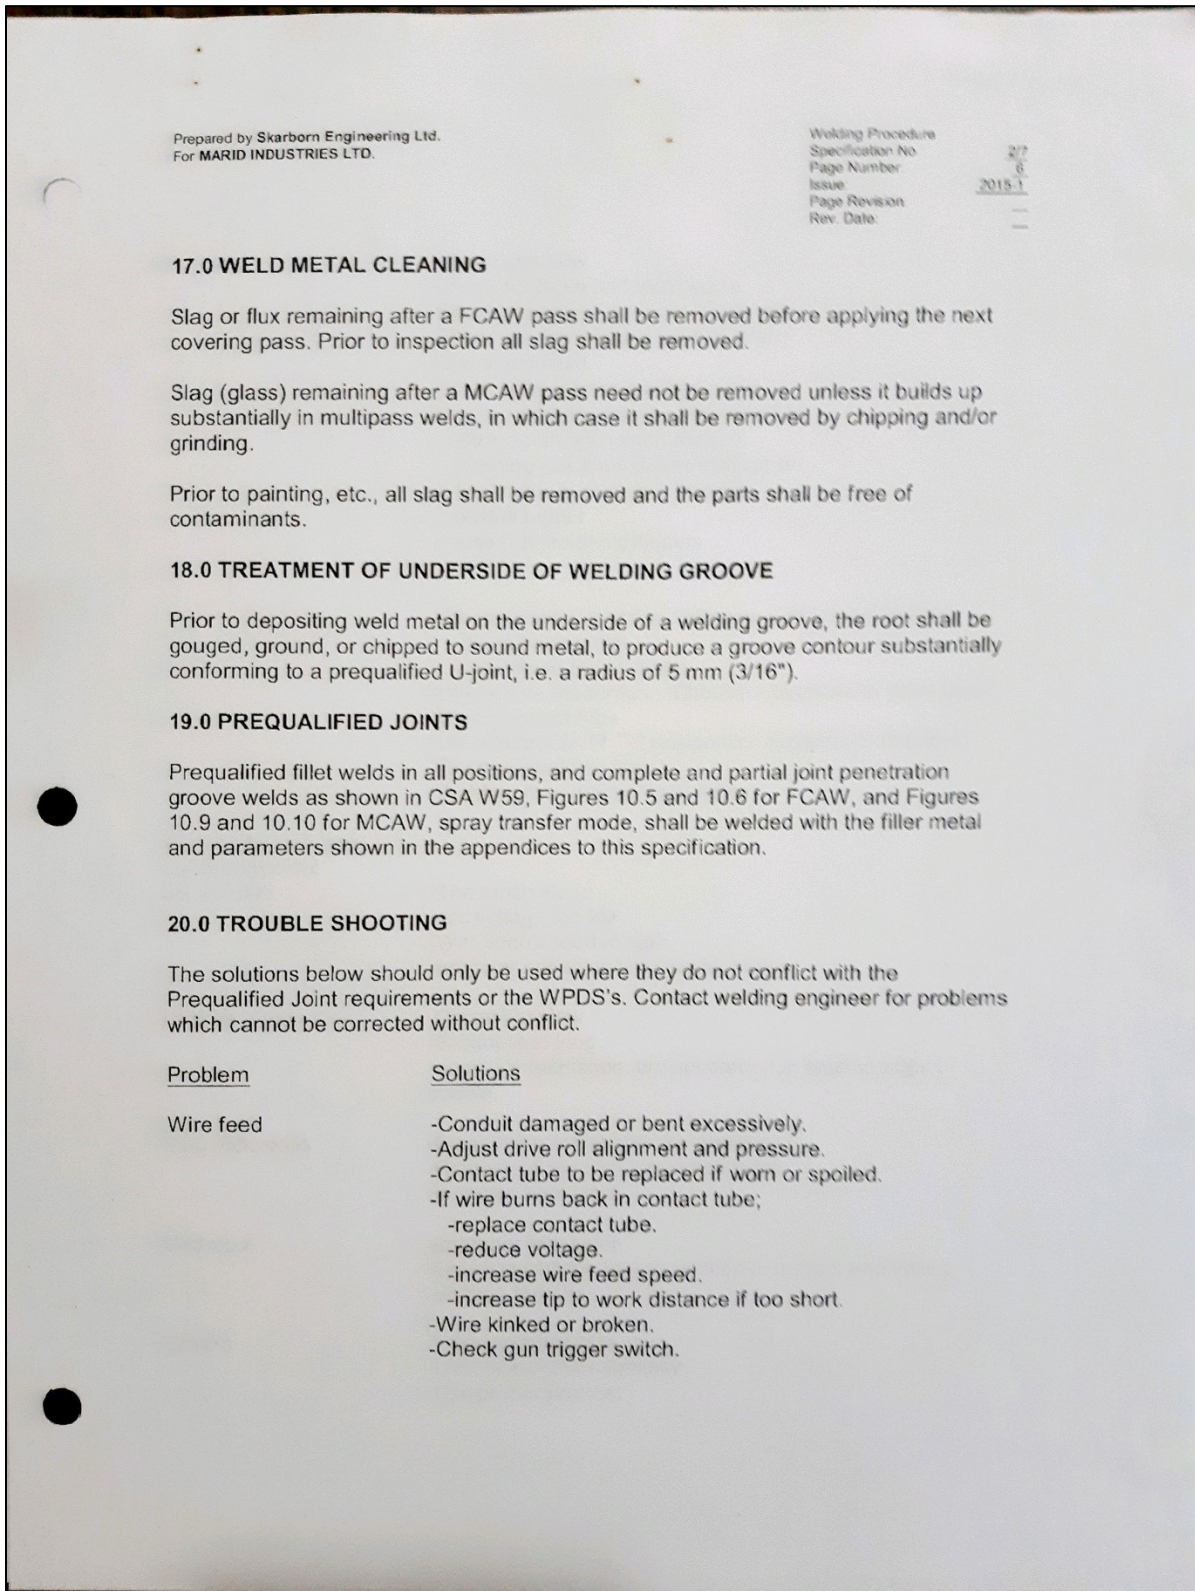 Prepared by Skarborn Engineering Ltd.
For MARID INDUSTRIES LTD.
Welding Procedure
Specification No 2/7
Page Number 6
Issue 2015-1
Page Revision
Rev. Date:
17.0 WELD METAL CLEANING
Slag or flux remaining after a FCAW pass shall be removed before applying the next
covering pass. Prior to inspection all slag shall be removed.
Slag (glass) remaining after a MCAW pass need not be removed unless it builds up
substantially in multipass welds, in which case it shall be removed by chipping and/or
grinding.
Prior to painting, etc., all slag shall be removed and the parts shall be free of
contaminants.
18.0 TREATMENT OF UNDERSIDE OF WELDING GROOVE
Prior to depositing weld metal on the underside of a welding groove, the root shall be
gouged, ground, or chipped to sound metal, to produce a groove contour substantially
conforming to a prequalified U-joint, i.e. a radius of 5 mm (3/16").
19.0 PREQUALIFIED JOINTS
Prequalified fillet welds in all positions, and complete and partial joint penetration
groove welds as shown in CSA W59, Figures 10.5 and 10.6 for FCAW, and Figures
10.9 and 10.10 for MCAW, spray transfer mode, shall be welded with the filler metal
and parameters shown in the appendices to this specification.
20.0 TROUBLE SHOOTING
The solutions below should only be used where they do not conflict with the
Prequalified Joint requirements or the WPDS's. Contact welding engineer for problems
which cannot be corrected without conflict.
Problem Solutions
Wire feed -Conduit damaged or bent excessively.
-Adjust drive roll alignment and pressure.
-Contact tube to be replaced if worn or spoiled.
-If wire burns back in contact tube;
-replace contact tube.
-reduce voltage.
-increase wire feed speed.
-increase tip to work distance if too short.
-Wire kinked or broken.
-Check gun trigger switch.